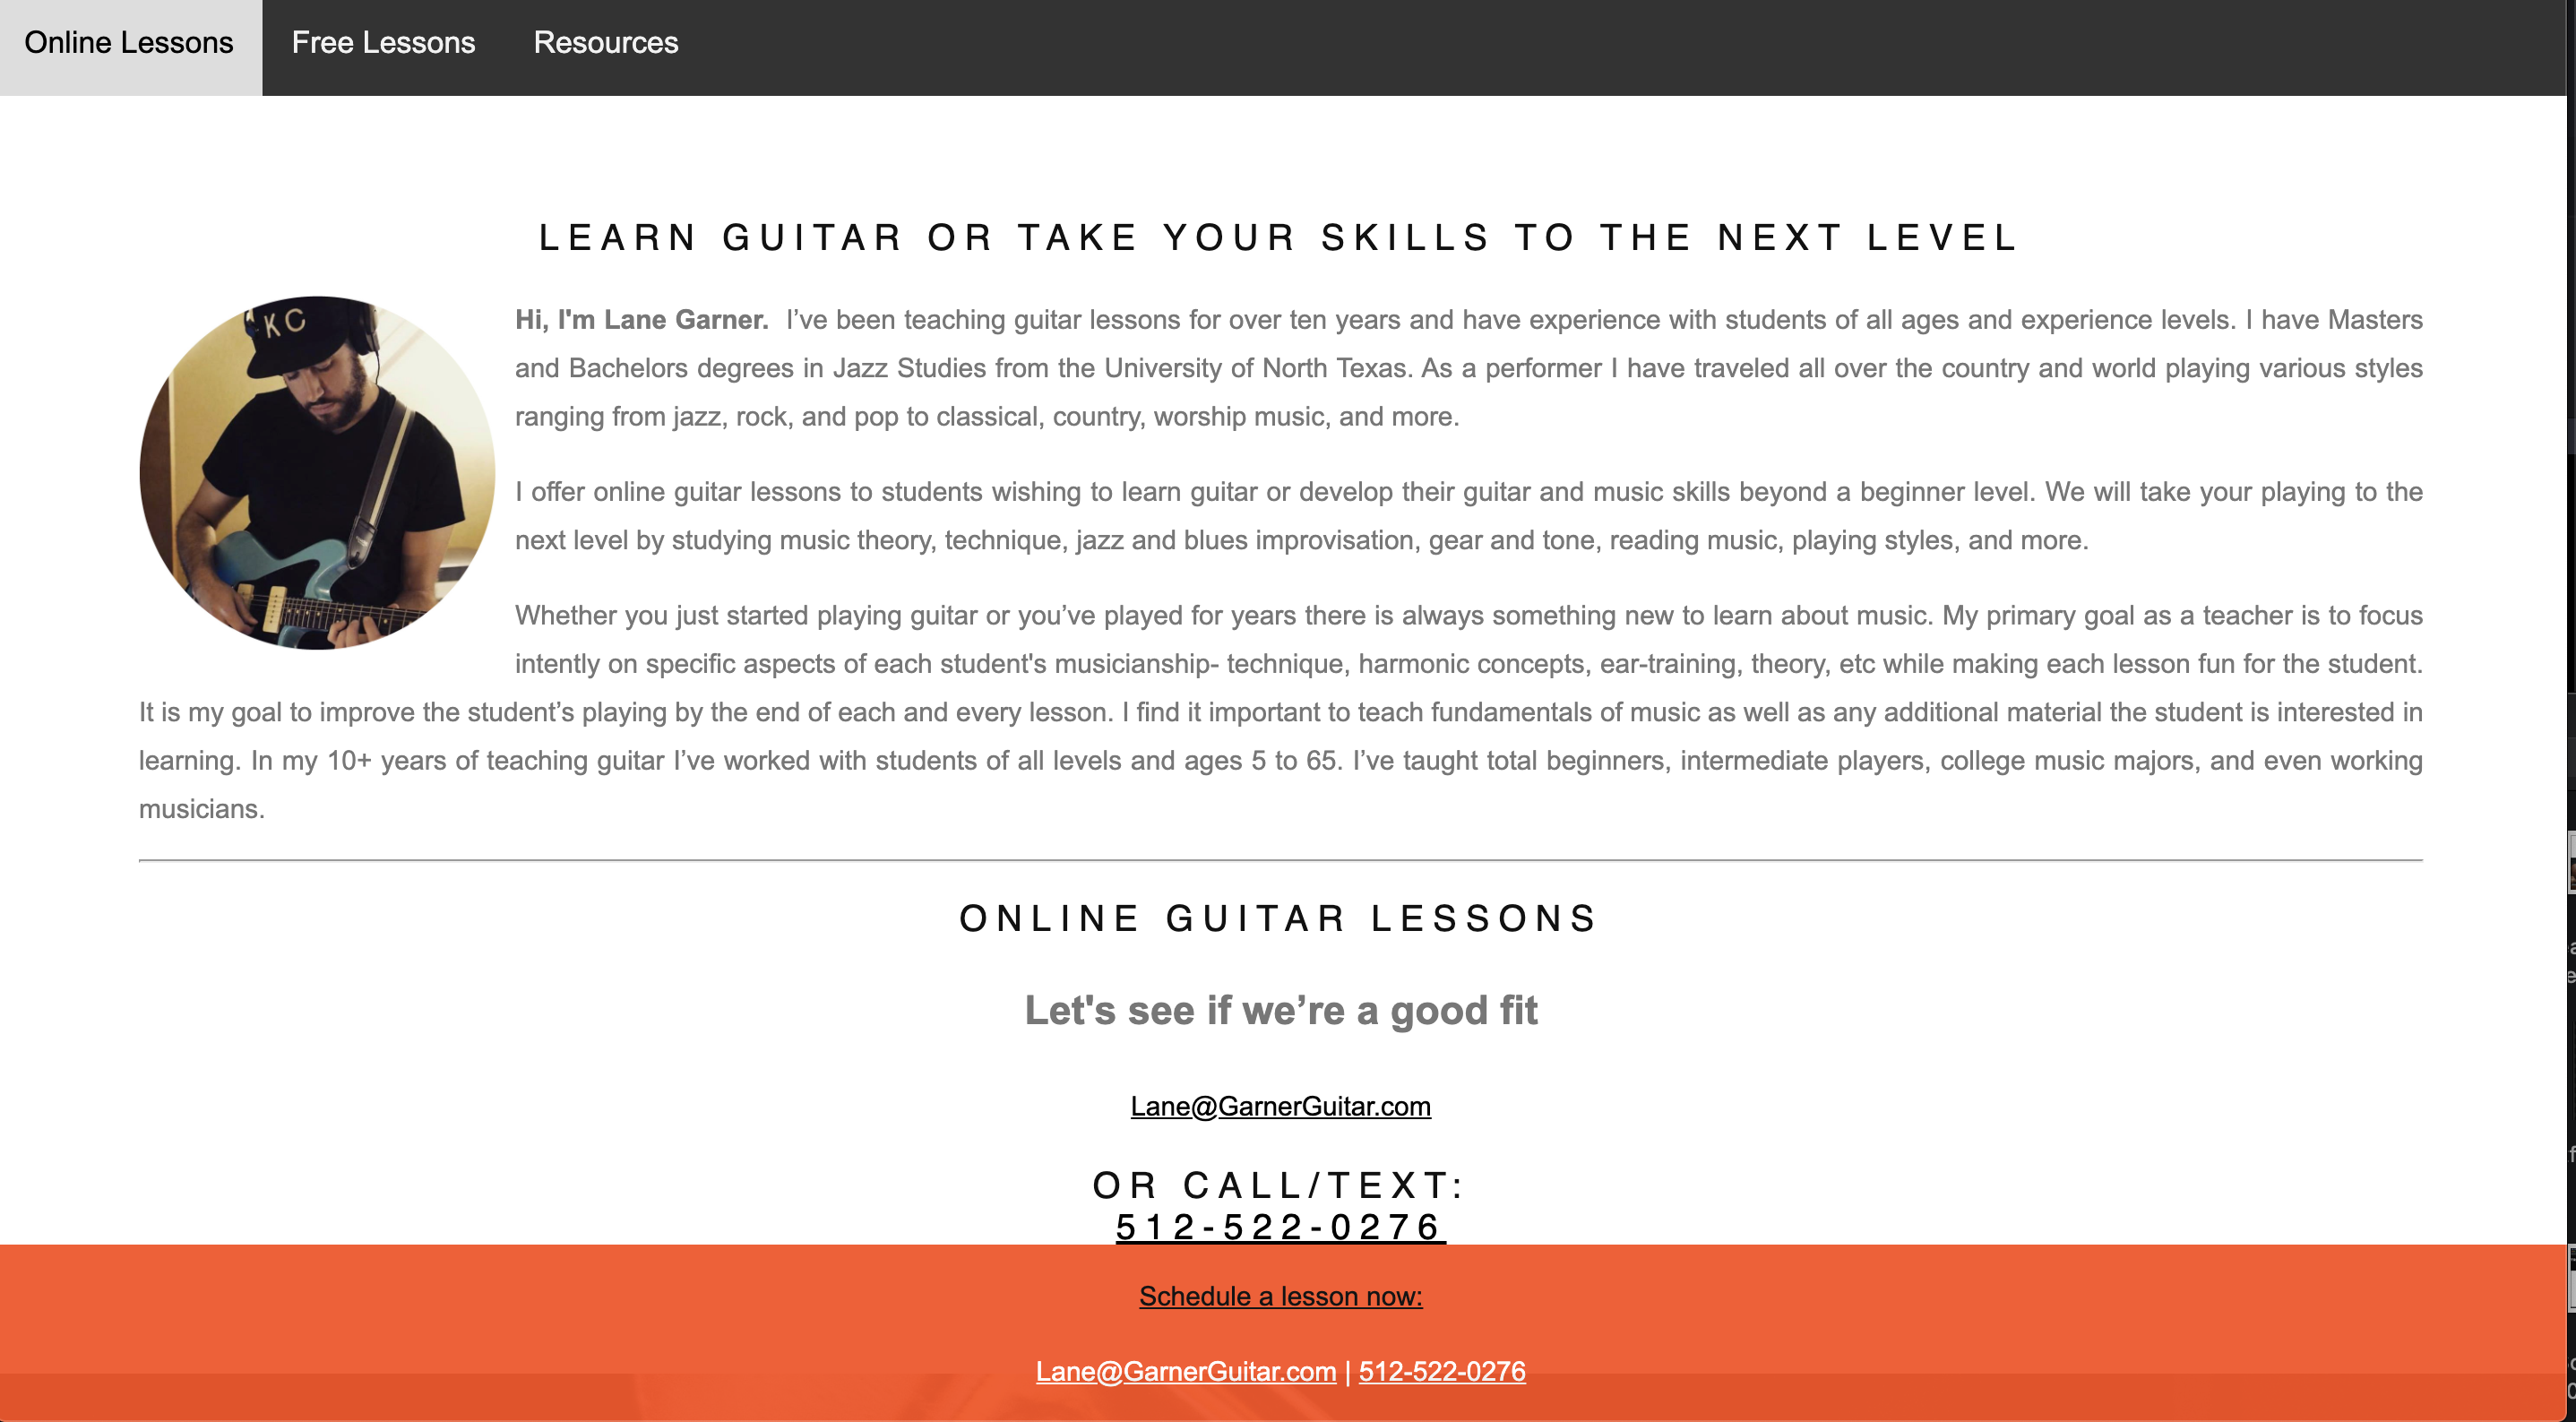 Online Lessons Free Lessons Resources
LEARN GUITAR OR TAKE YOUR SKILLS TO THE NEXT LEVEL
KC
Hi, I'm Lane Garner.  I’ve been teaching guitar lessons for over ten years and have experience with students of all ages and experience levels. I have Masters
and Bachelors degrees in Jazz Studies from the University of North Texas. As a performer I have traveled all over the country and world playing various styles
ranging from jazz, rock, and pop to classical, country, worship music, and more.
I offer online guitar lessons to students wishing to learn guitar or develop their guitar and music skills beyond a beginner level. We will take your playing to the
next level by studying music theory, technique, jazz and blues improvisation, gear and tone, reading music, playing styles, and more.
Whether you just started playing guitar or you’ve played for years there is always something new to learn about music. My primary goal as a teacher is to focus
intently on specific aspects of each student's musicianship- technique, harmonic concepts, ear-training, theory, etc while making each lesson fun for the student.
It is my goal to improve the student’s playing by the end of each and every lesson. I find it important to teach fundamentals of music as well as any additional material the student is interested in
learning. In my 10+ years of teaching guitar I’ve worked with students of all levels and ages 5 to 65. I’ve taught total beginners, intermediate players, college music majors, and even working
musicians.
ONLINE GUITAR LESSONS
Let's see if we’re a good fit
Lane@GarnerGuitar.com
OR CALL/TEXT:
512-522-0276
Schedule a lesson now:
Lane@GarnerGuitar.com | 512-522-0276